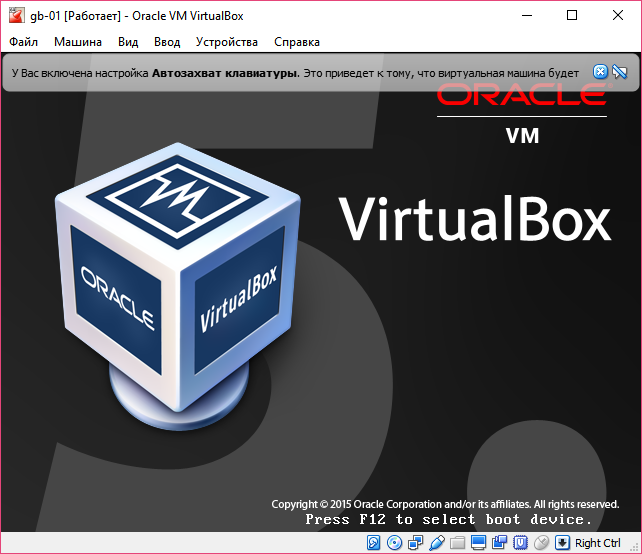 gb-01 [Работает] - Oracle VM VirtualBox
Файл Машина Вид Ввод Устройства Справка
У Вас включена настройка Автозахват клавиатуры. Это приведет к тому, что виртуальная машина будет
ORACLE
VM
VirtualBox
ORACLE
VirtualBox
Copyright © 2015 Oracle Corporation and/or its affiliates. All rights reserved.
Press F12 to select boot device.
Right Ctrl